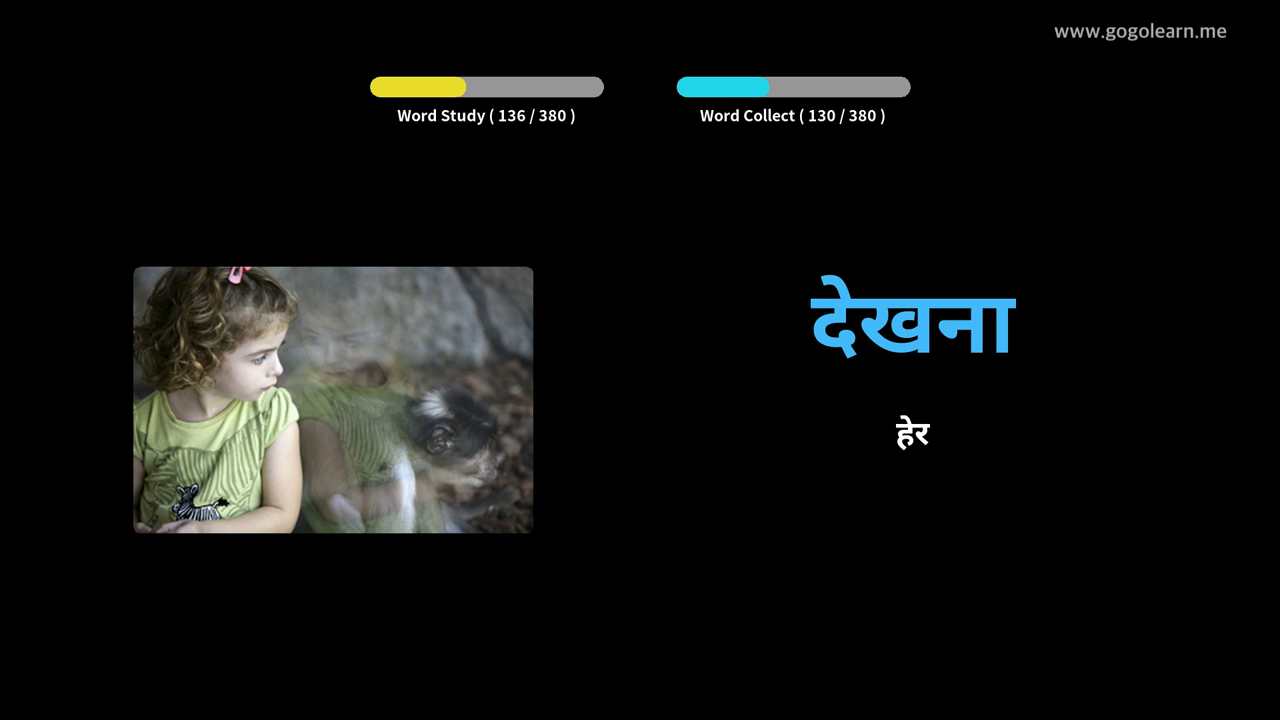 www.gogolearn.me
Word Study ( 136 / 380 )
Word Collect ( 130 / 380 )
देखना
हेर